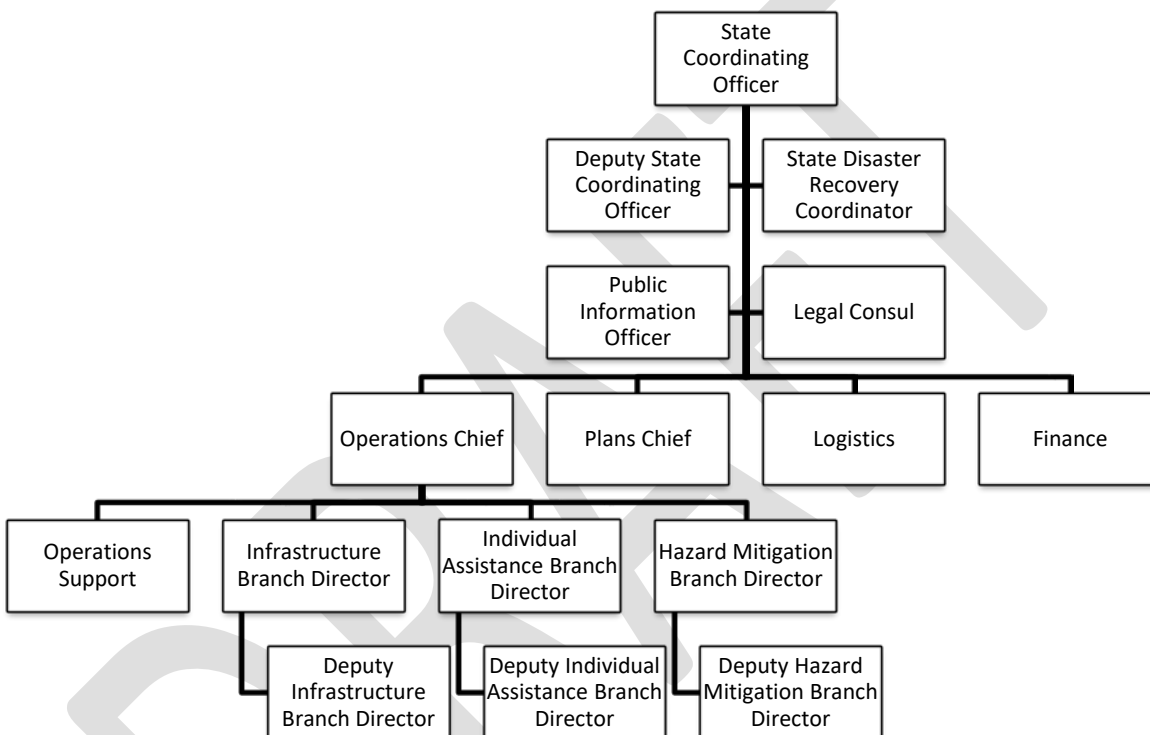 State
Coordinating
Officer
Deputy State
Coordinating
Officer
State Disaster
Recovery
Coordinator
Public
Information
Officer
Legal Consul
Operations Chief
Plans Chief
Logistics
Finance
Operations
Support
Infrastructure
Branch Director
Individual
Assistance Branch
Director
Hazard Mitigation
Branch Director
Deputy
Infrastructure
Branch Director
Deputy Individual
Assistance Branch
Director
Deputy Hazard
Mitigation Branch
Director
DRAFT